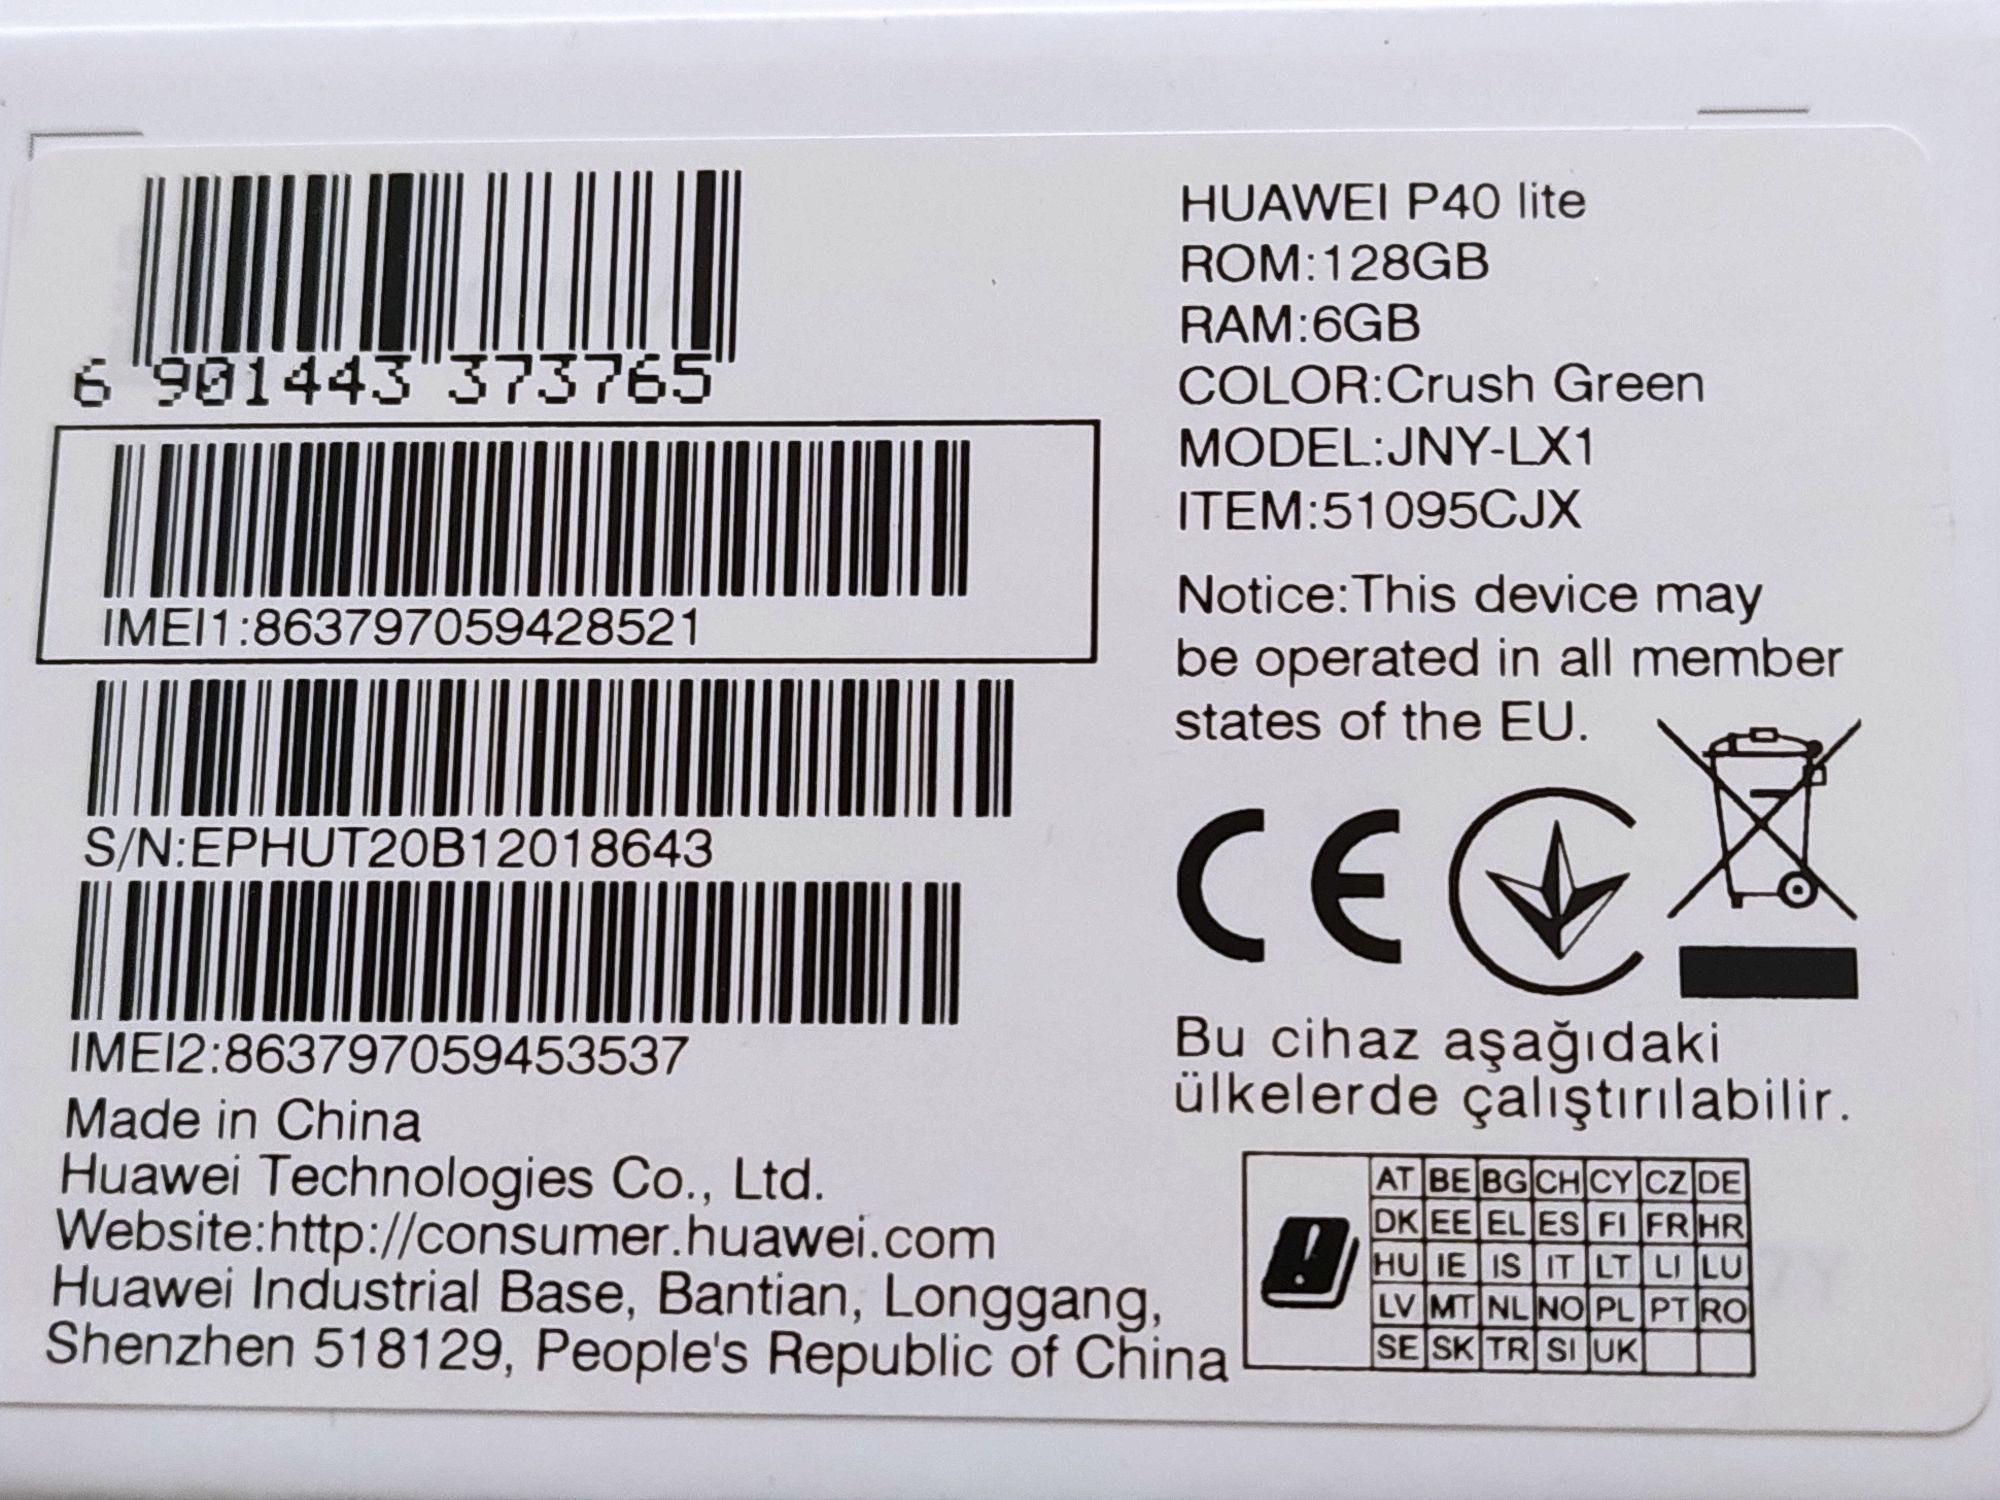 6 901443 373765
IMEI1:863797059428521
S/N:EPHUT20B12018643
IMEI2:863797059453537
Made in China
Huawei Technologies Co., Ltd.
Website:http://consumer.huawei.com
Huawei Industrial Base, Bantian, Longgang,
Shenzhen 518129, People's Republic of China
HUAWEI P40 lite
ROM:128GB
RAM:6GB
COLOR:Crush Green
MODEL:JNY-LX1
ITEM:51095CJX
Notice:This device may
be operated in all member
states of the EU.
CE
Bu cihaz aşağıdaki
ülkelerde çalıştırılabilir.
AT BE BG CH CY CZ DE
DK EE EL ES FI FR HR
HU IE IS IT LT LI LU
LV MT NL NO PL PT RO
SE SK TR SI UK